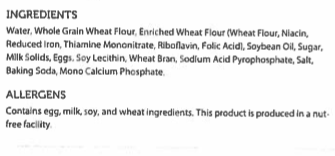 INGREDIENTS
Water, Whole Grain Wheat Flour, Enriched Wheat Flour (Wheat Flour, Niacin,
Reduced Iron, Thiamine Mononitrate, Riboflavin, Folic Acid), Soybean Oil, Sugar,
Milk Solids, Eggs, Soy Lecithin, Wheat Bran, Sodium Acid Pyrophosphate, Salt,
Baking Soda, Mono Calcium Phosphate.
ALLERGENS
Contains egg, milk, soy, and wheat ingredients. This product is produced in a nut-
free facility.